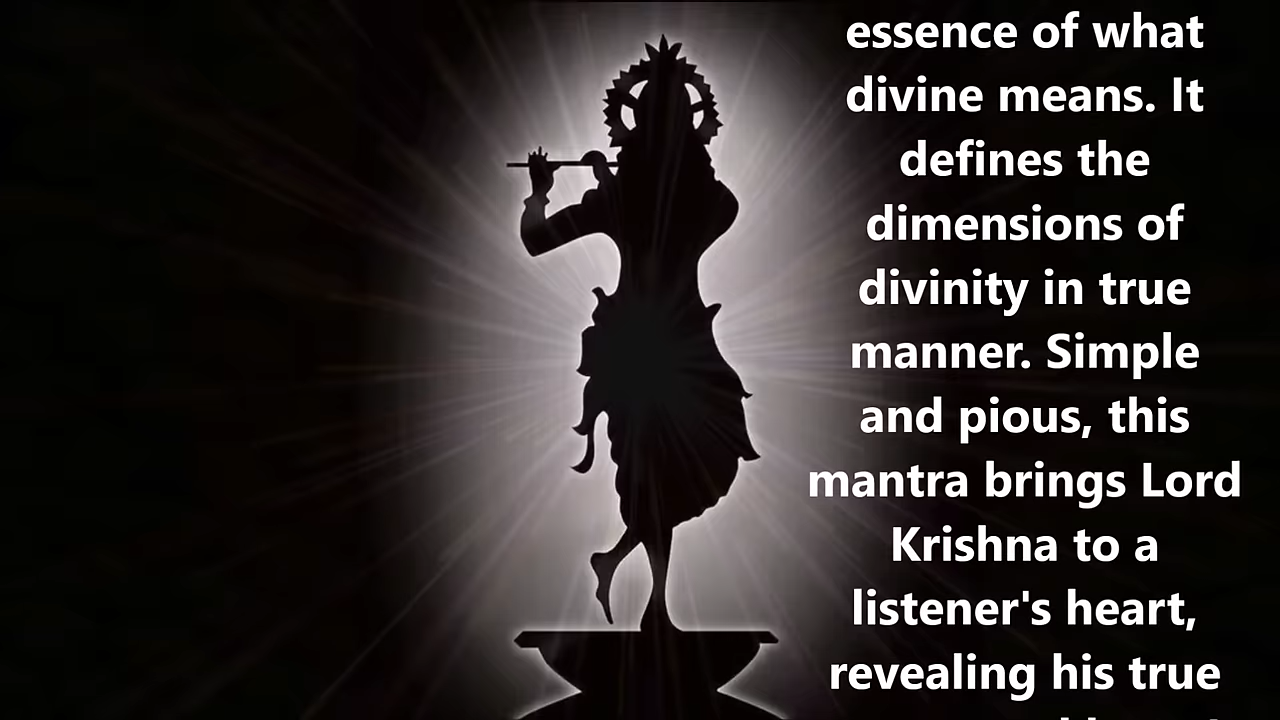 essence of what
divine means. It
defines the
dimensions of
divinity in true
manner. Simple
and pious, this
mantra brings Lord
Krishna to a
listener's heart,
revealing his true